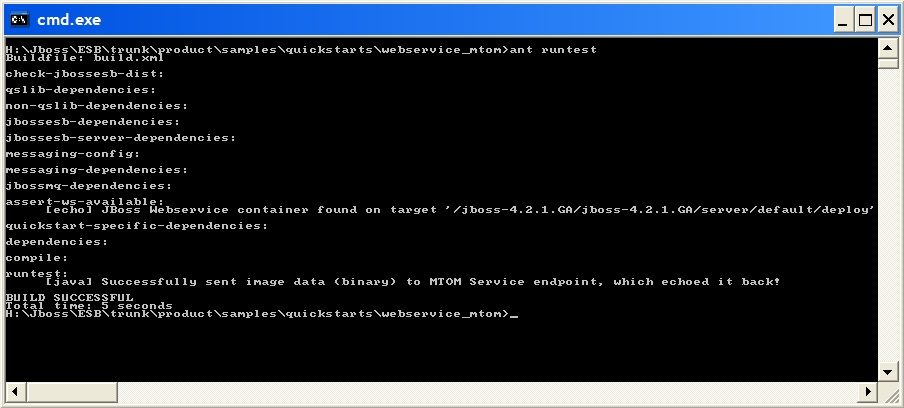 cmd.exe
H:\Jboss\ESB\trunk\product\samples\quickstarts\webservice_mtom>ant runtest
Buildfile: build.xml
check-jbossesb-dist:
qslib-dependencies:
non-qslib-dependencies:
jbossesb-dependencies:
jbossesb-server-dependencies:
messaging-config:
messaging-dependencies:
jbossmq-dependencies:
assert-ws-available:
[echo] JBoss Webservice container found on target '/jboss-4.2.1.GA/jboss-4.2.1.GA/server/default/deploy'
quickstart-specific-dependencies:
dependencies:
compile:
runtest:
[java] Successfully sent image data (binary) to MTOM Service endpoint, which echoed it back!
BUILD SUCCESSFUL
Total time: 5 seconds
H:\Jboss\ESB\trunk\product\samples\quickstarts\webservice_mtom>_